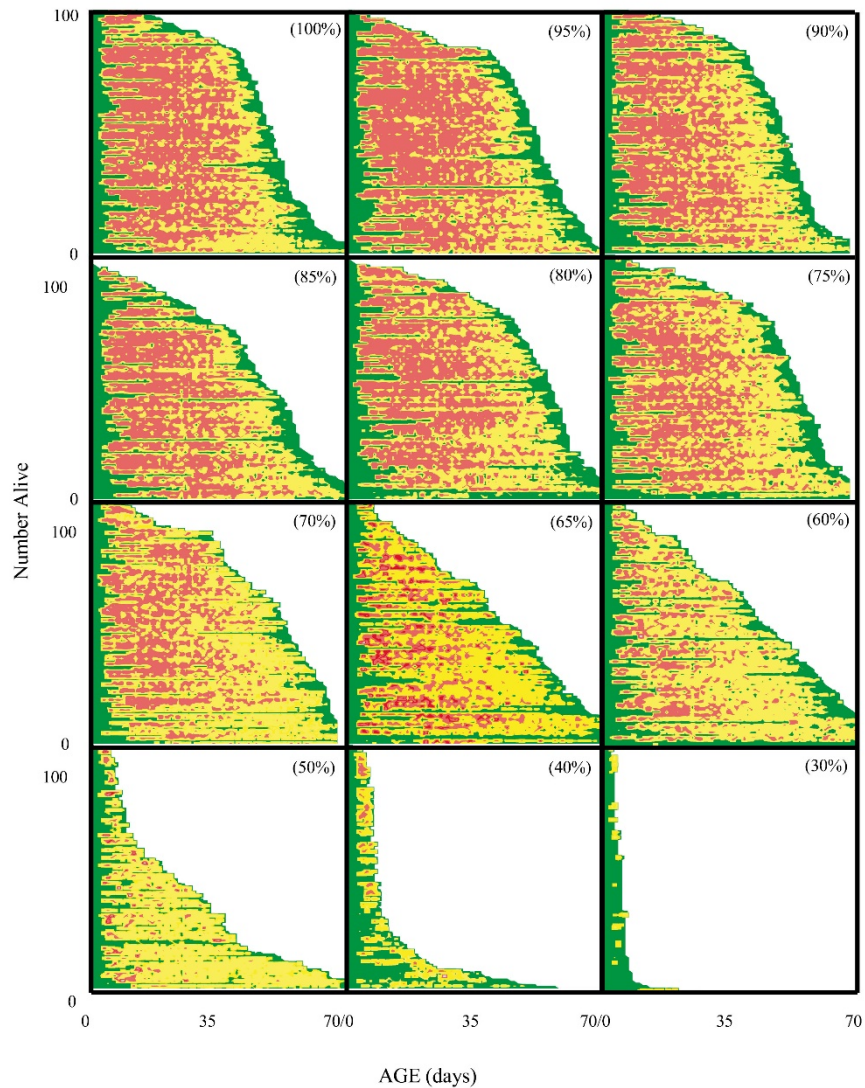 100 (100%) (95%) (90%)
0
100 (85%) (80%) (75%)
0
Number Alive
100 (70%) (65%) (60%)
0
100 (50%) (40%) (30%)
0
0 35 70/0 35 70/0 35 70
AGE (days)